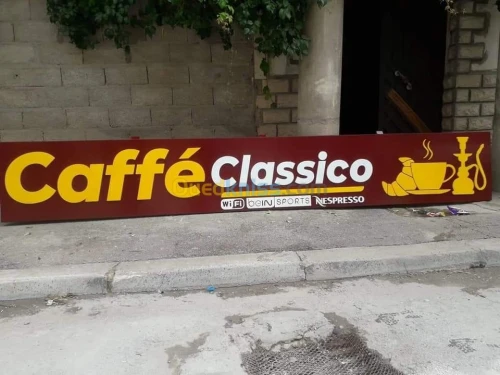 Caffé Classico
WiFi beIN SPORTS NESPRESSO